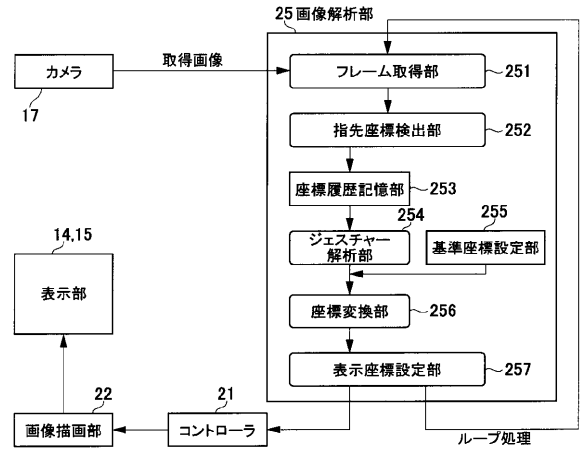 25 画像解析部
カメラ
17
取得画像
フレーム取得部
251
指先座標検出部
252
座標履歴記憶部
253
254
ジェスチャー
解析部
255
基準座標設定部
14,15
表示部
座標変換部
256
表示座標設定部
257
22
画像描画部
21
コントローラ
ループ処理